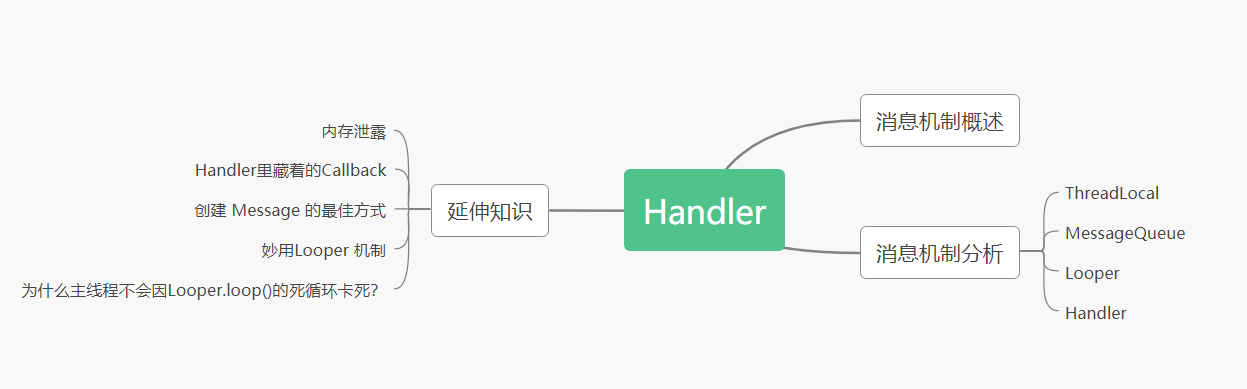 Handler
消息机制概述
消息机制分析
ThreadLocal
MessageQueue
Looper
Handler
延伸知识
内存泄露
Handler里藏着的Callback
创建 Message 的最佳方式
妙用Looper 机制
为什么主线程不会因Looper.loop()的死循环卡死?